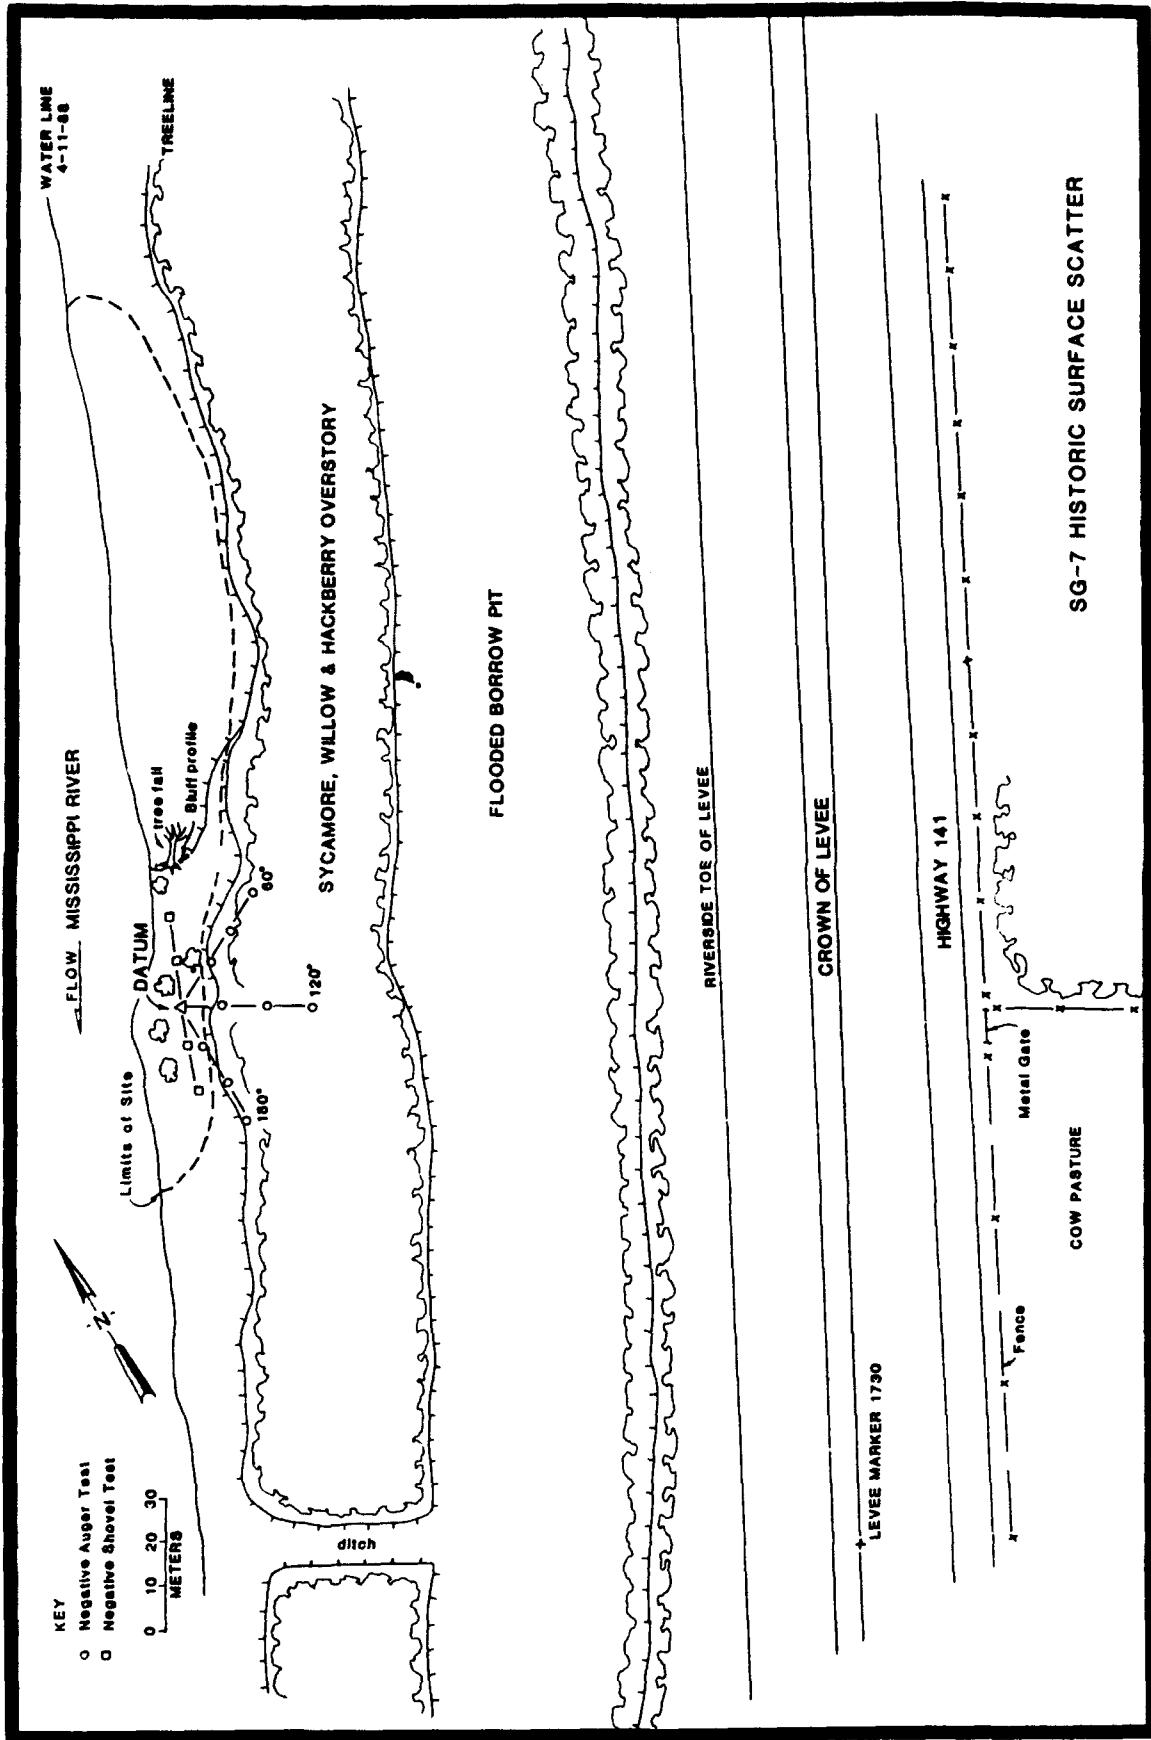 WATER LINE
4-11-88
TREELINE
FLOW MISSISSIPPI RIVER
tree fall
Bluff profile
DATUM
Limits of Site
60°
120°
180°
SYCAMORE, WILLOW & HACKBERRY OVERSTORY
FLOODED BORROW PIT
ditch
RIVERSIDE TOE OF LEVEE
CROWN OF LEVEE
LEVEE MARKER 1730
HIGHWAY 141
Metal Gate
Fence
COW PASTURE
N
KEY
Negative Auger Test
Negative Shovel Test
0 10 20 30
METERS
SG-7 HISTORIC SURFACE SCATTER